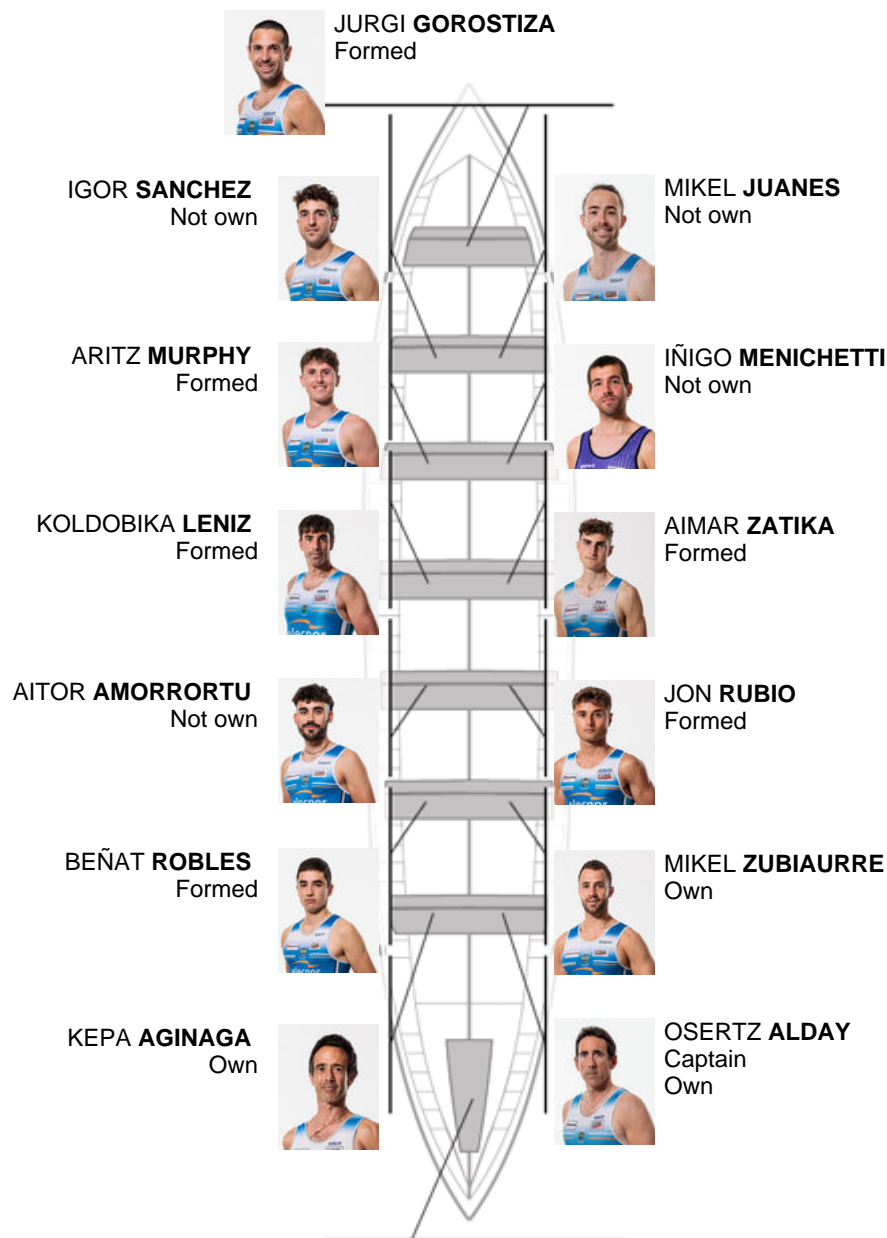 JURGI GOROSTIZA
Formed
IGOR SANCHEZ
Not own
MIKEL JUANES
Not own
ARITZ MURPHY
Formed
IÑIGO MENICHETTI
Not own
KOLDOBIKA LENIZ
Formed
AIMAR ZATIKA
Formed
AITOR AMORRORTU
Not own
JON RUBIO
Formed
BEÑAT ROBLES
Formed
MIKEL ZUBIAURRE
Own
KEPA AGINAGA
Own
OSERTZ ALDAY
Captain
Own